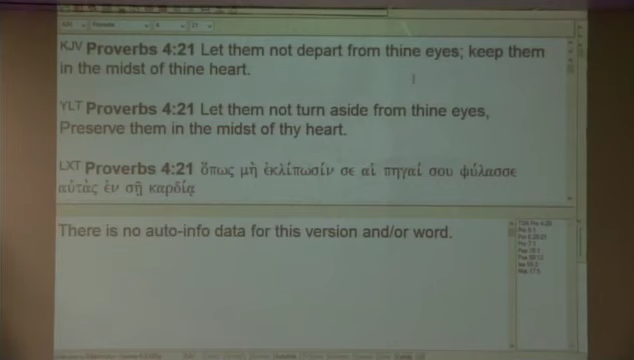 KJV Proverbs 4:21 Let them not depart from thine eyes; keep them
in the midst of thine heart.
YLT Proverbs 4:21 Let them not turn aside from thine eyes,
Preserve them in the midst of thy heart.
LXT Proverbs 4:21 ὅπως μὴ ἐκλίπωσίν σε αἱ πηγαί σου φύλασσε
αὐτὰς ἐν σῇ καρδίᾳ
There is no auto-info data for this version and/or word.